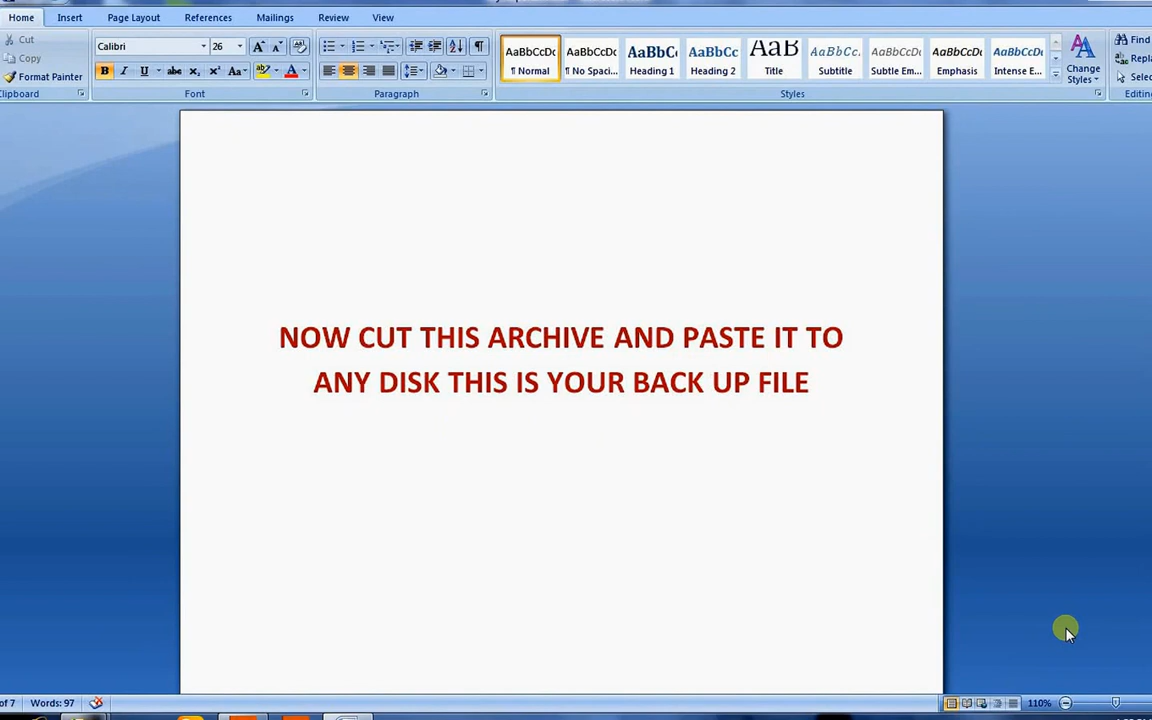 Home Insert Page Layout References Mailings Review View
Cut
Copy
Format Painter
Calibri 26
AaBbCcDc AaBbCcDc AaBbC AaBbCc AaB AaBbCc. AaBbCcDc AaBbCcDc AaBbCcDc
¶ Normal ¶ No Spaci... Heading 1 Heading 2 Title Subtitle Subtle Em... Emphasis Intense E...
Change
Styles
Find
Font Paragraph Styles
NOW CUT THIS ARCHIVE AND PASTE IT TO
ANY DISK THIS IS YOUR BACK UP FILE
of 7 Words: 97 110%